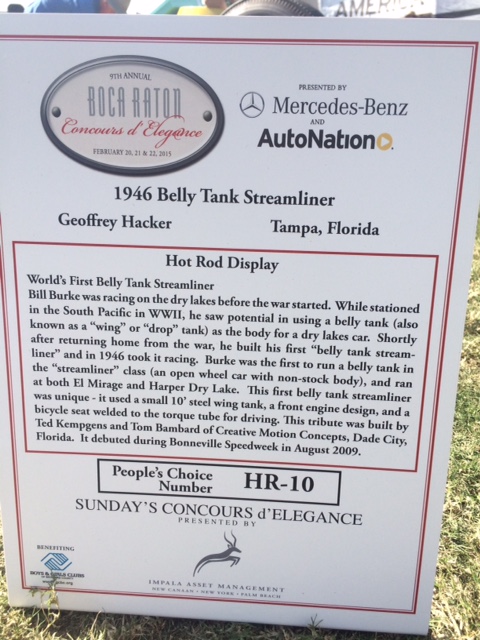 9TH ANNUAL
BOCA RATON
Concours d'Elegance
FEBRUARY 20, 21 & 22, 2015
PRESENTED BY
Mercedes-Benz
AND
AutoNation
1946 Belly Tank Streamliner
Geoffrey Hacker Tampa, Florida
Hot Rod Display
World's First Belly Tank Streamliner
Bill Burke was racing on the dry lakes before the war started. While stationed
in the South Pacific in WWII, he saw potential in using a belly tank (also
known as a "wing" or "drop" tank) as the body for a dry lakes car. Shortly
after returning home from the war, he built his first "belly tank stream-
liner" and in 1946 took it racing. Burke was the first to run a belly tank in
the "streamliner" class (an open wheel car with non-stock body), and ran
at both El Mirage and Harper Dry Lake. This first belly tank streamliner
was unique - it used a small 10' steel wing tank, a front engine design, and a
bicycle seat welded to the torque tube for driving. This tribute was built by
Ted Kempgens and Tom Bambard of Creative Motion Concepts, Dade City,
Florida. It debuted during Bonneville Speedweek in August 2009.
People's Choice
Number HR-10
SUNDAY'S CONCOURS d'ELEGANCE
PRESENTED BY
BENEFITING
BOYS & GIRLS CLUBS
IMPALA ASSET MANAGEMENT
NEW CANAAN • NEW YORK • PALM BEACH